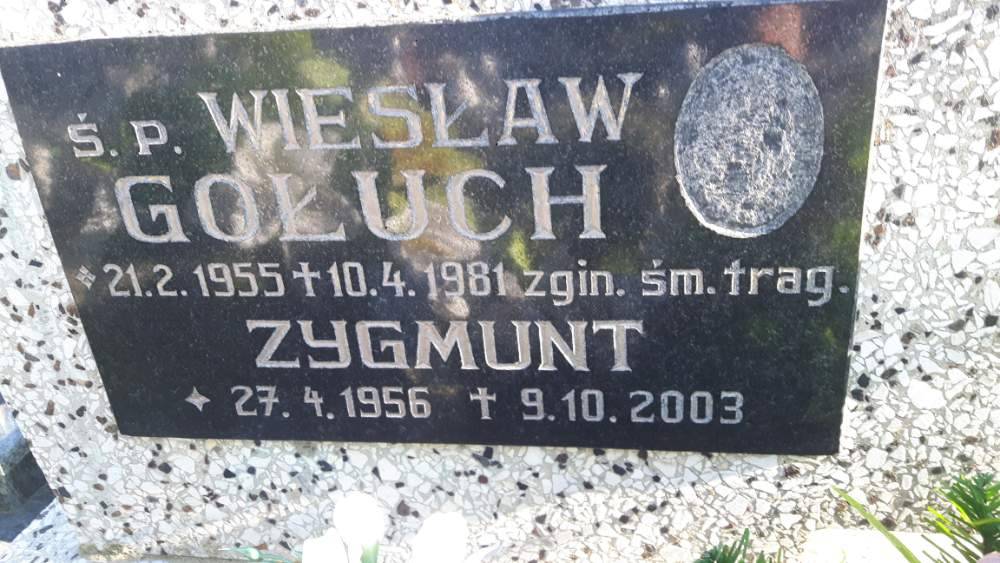 Ś. P. WIESŁAW
GOŁUCH
21.2.1955 + 10.4.1981 zgin. śm. trag.
ZYGMUNT
27.4.1956 + 9.10.2003